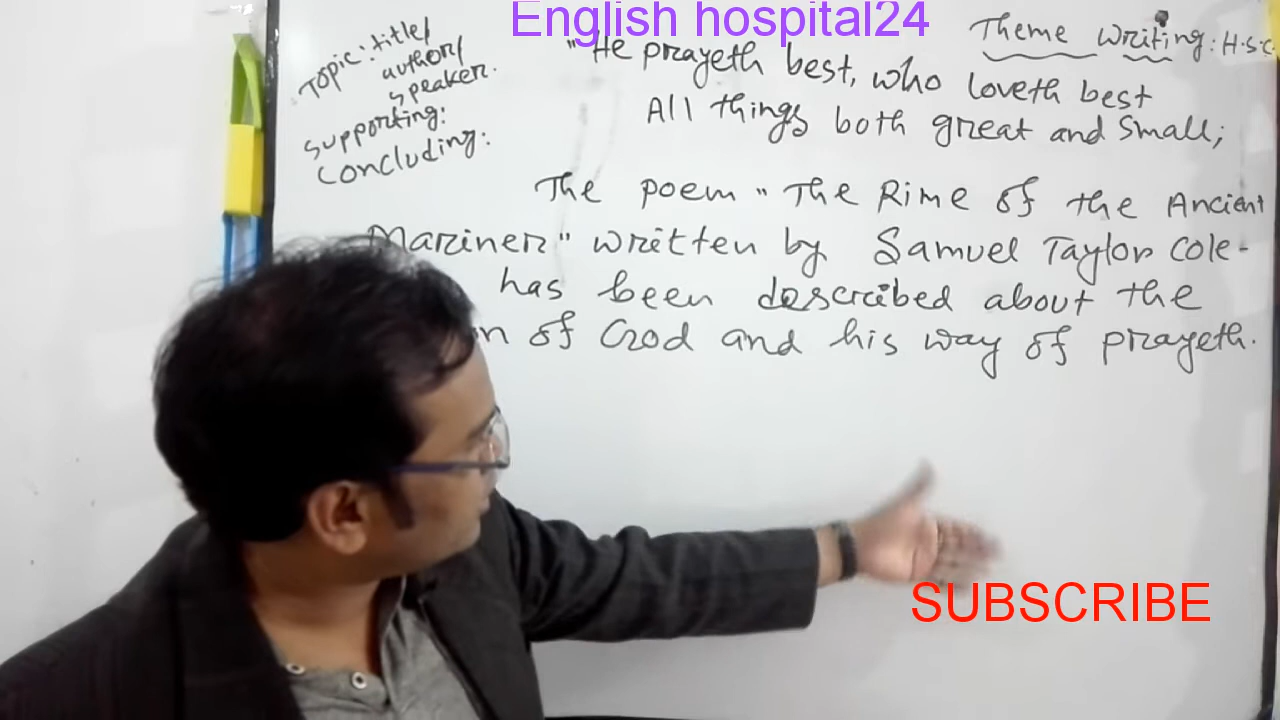 English hospital24
Theme writing: H.S.C
Topic: title/
author/
speaker.
supporting:
concluding:
"He prayeth best, who loveth best
All things both great and small;
The poem "The Rime of the Ancient
Mariner" written by Samuel Taylor Cole-
has been described about the
of God and his way of prayeth.
SUBSCRIBE